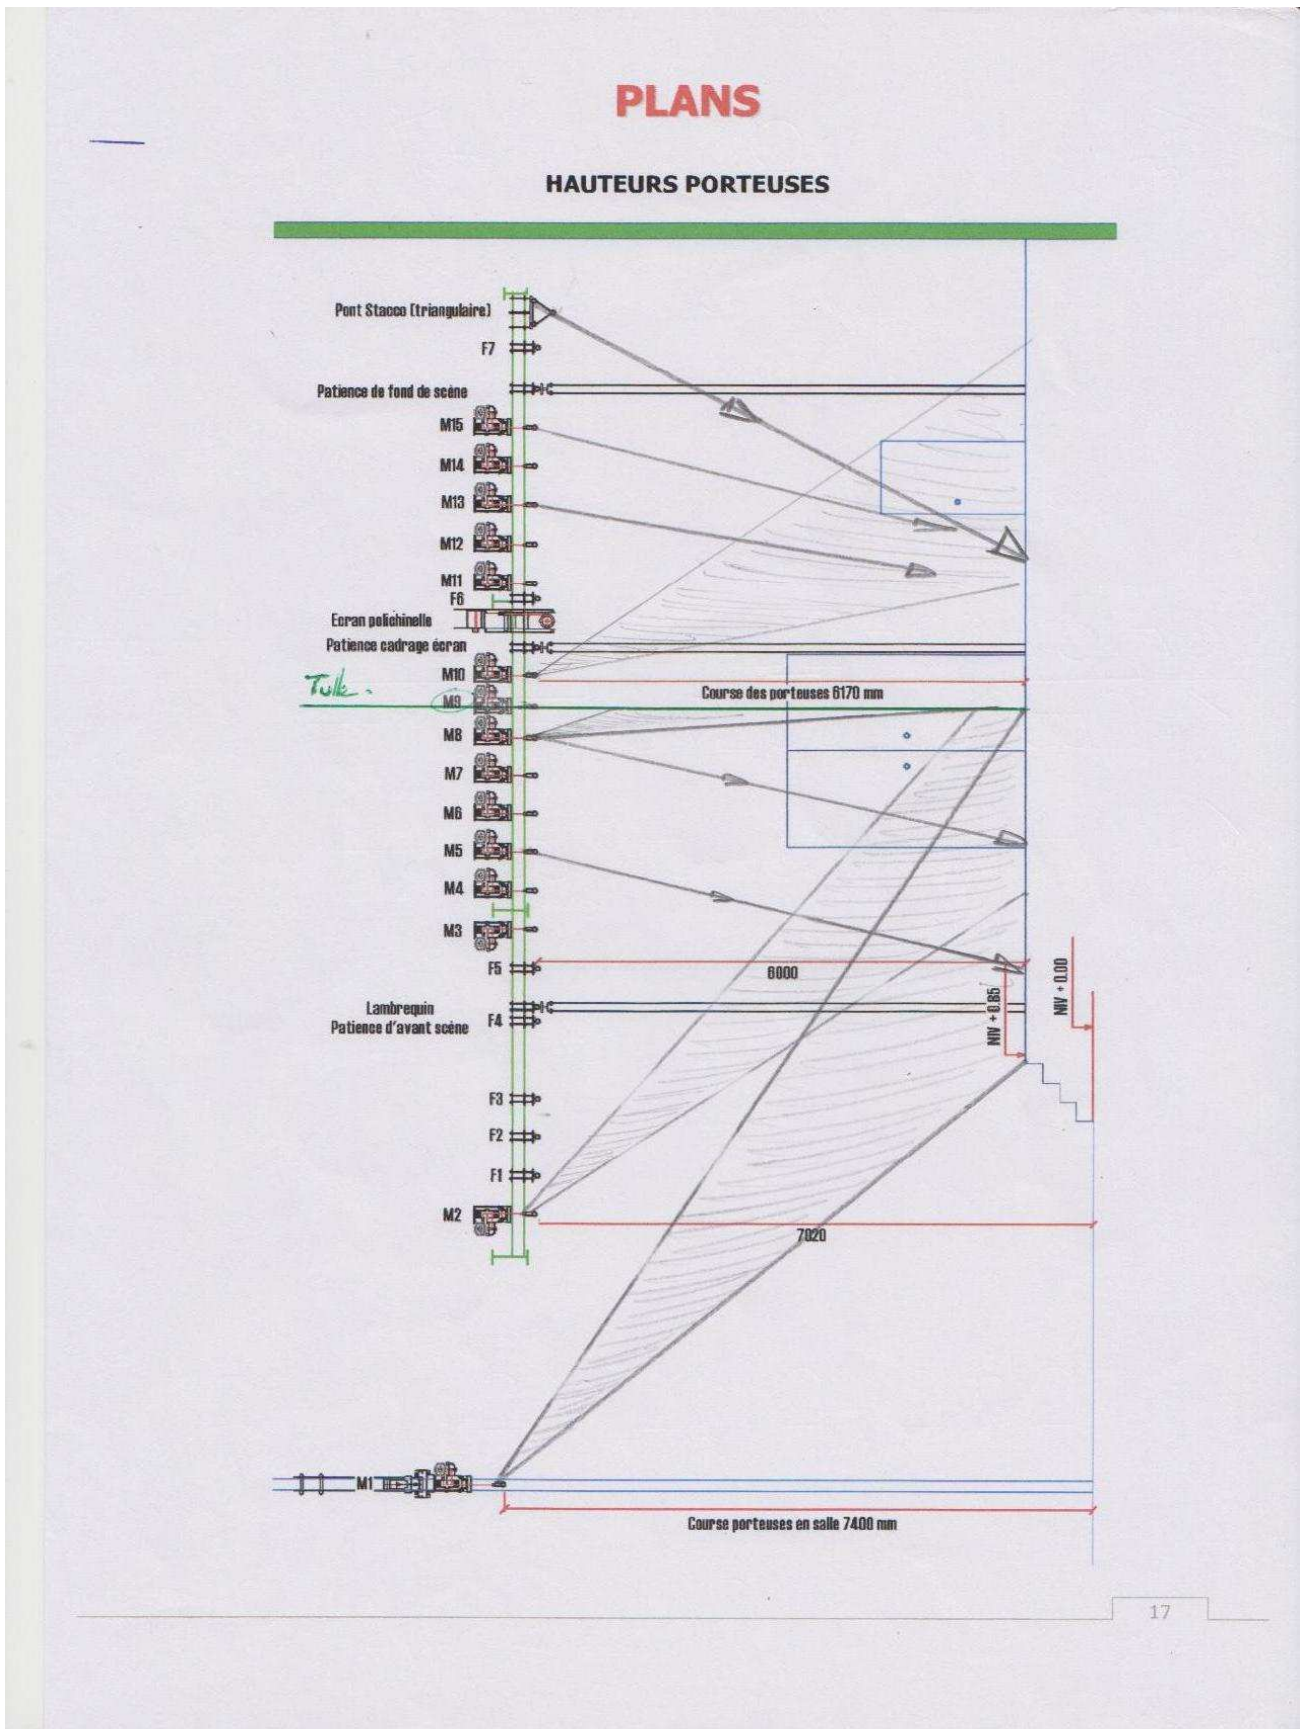 PLANS
HAUTEURS PORTEUSES
Pont Stacco (triangulaire)
F7
Patience de fond de scène
M15
M14
M13
M12
M11
F6
Ecran polichinelle
Patience cadrage écran
M10
Course des porteuses 6170 mm
Tulle.
M9
M8
M7
M6
M5
M4
M3
F5
6000
NIV + 0.85
NIV + 0.00
Lambrequin
Patience d'avant scène
F4
F3
F2
F1
M2
7020
M1
Course porteuses en salle 7400 mm
17